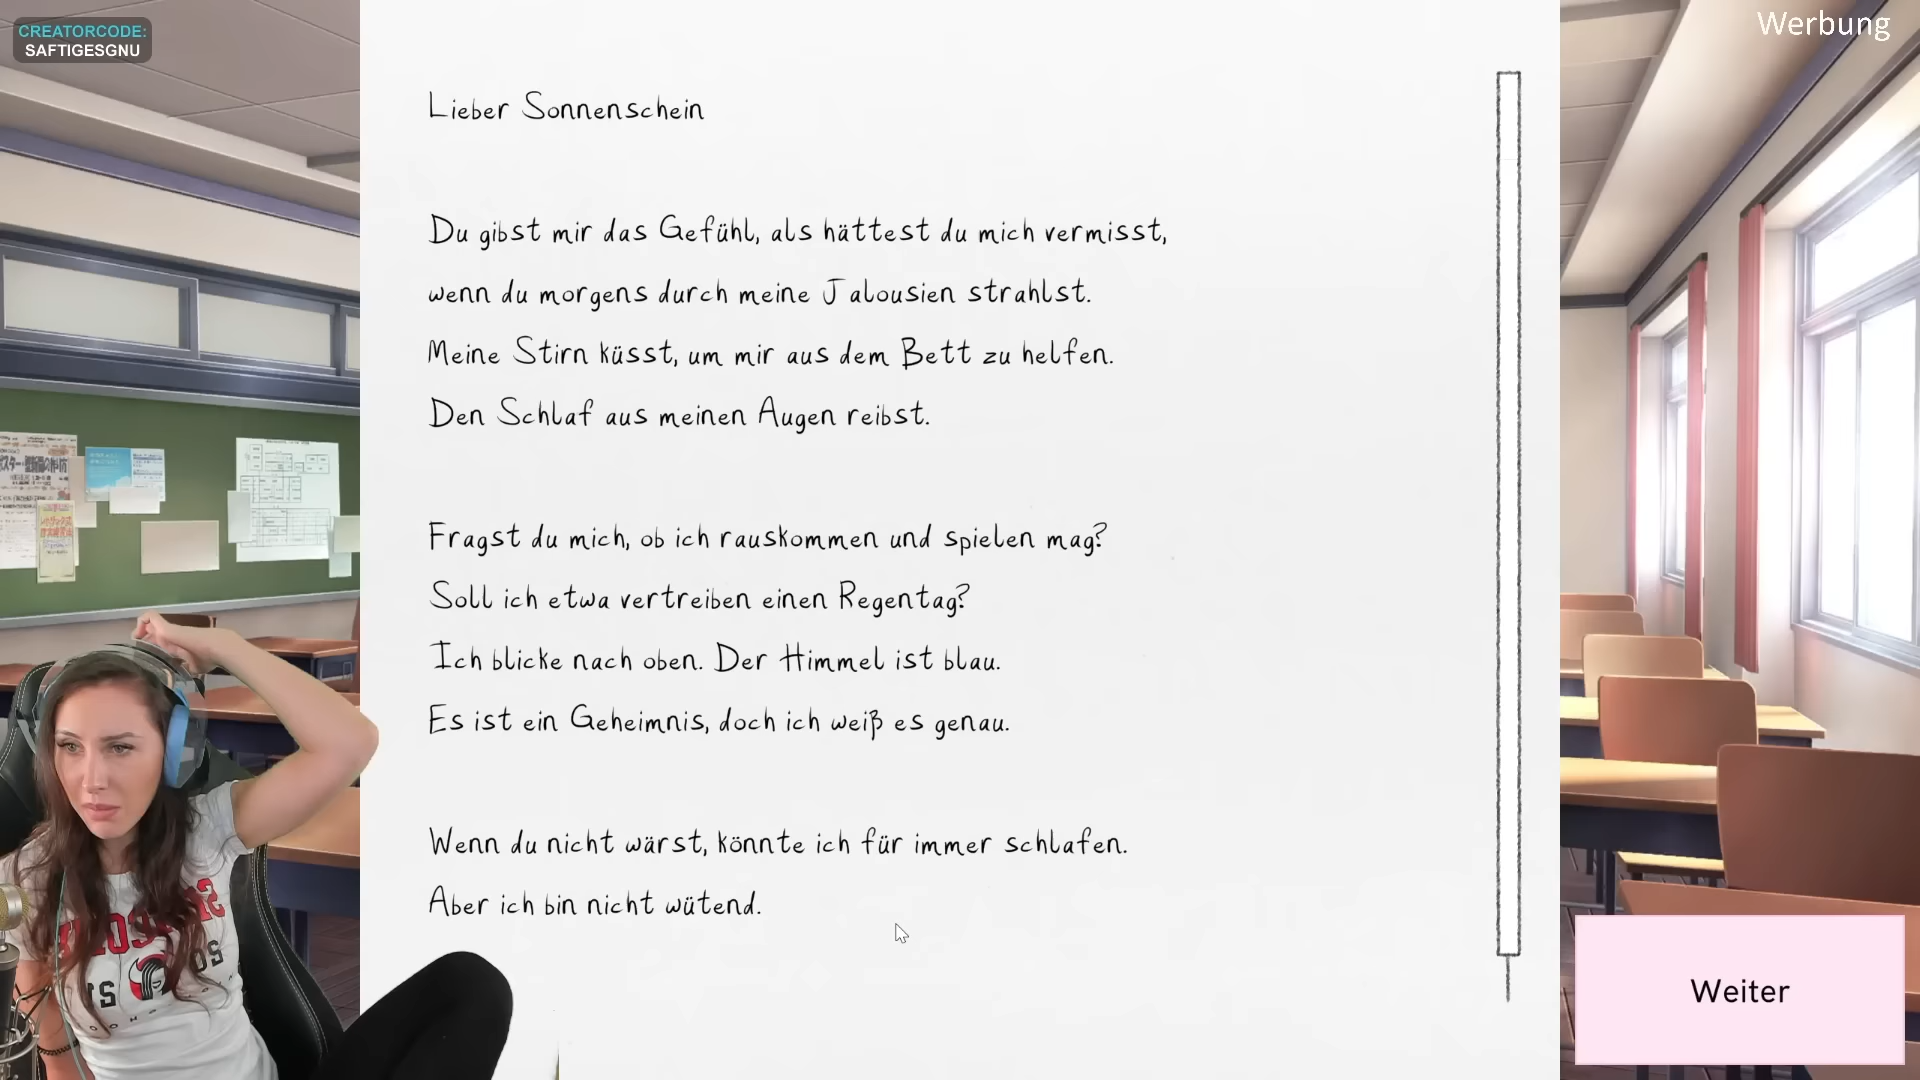 CREATORCODE:
SAFTIGESGNU
Werbung
Lieber Sonnenschein
Du gibst mir das Gefühl, als hättest du mich vermisst,
wenn du morgens durch meine Jalousien strahlst.
Meine Stirn küsst, um mir aus dem Bett zu helfen.
Den Schlaf aus meinen Augen reibst.
Fragst du mich, ob ich rauskommen und spielen mag?
Soll ich etwa vertreiben einen Regentag?
Ich blicke nach oben. Der Himmel ist blau.
Es ist ein Geheimnis, doch ich weiß es genau.
Wenn du nicht wärst, könnte ich für immer schlafen.
Aber ich bin nicht wütend.
Weiter